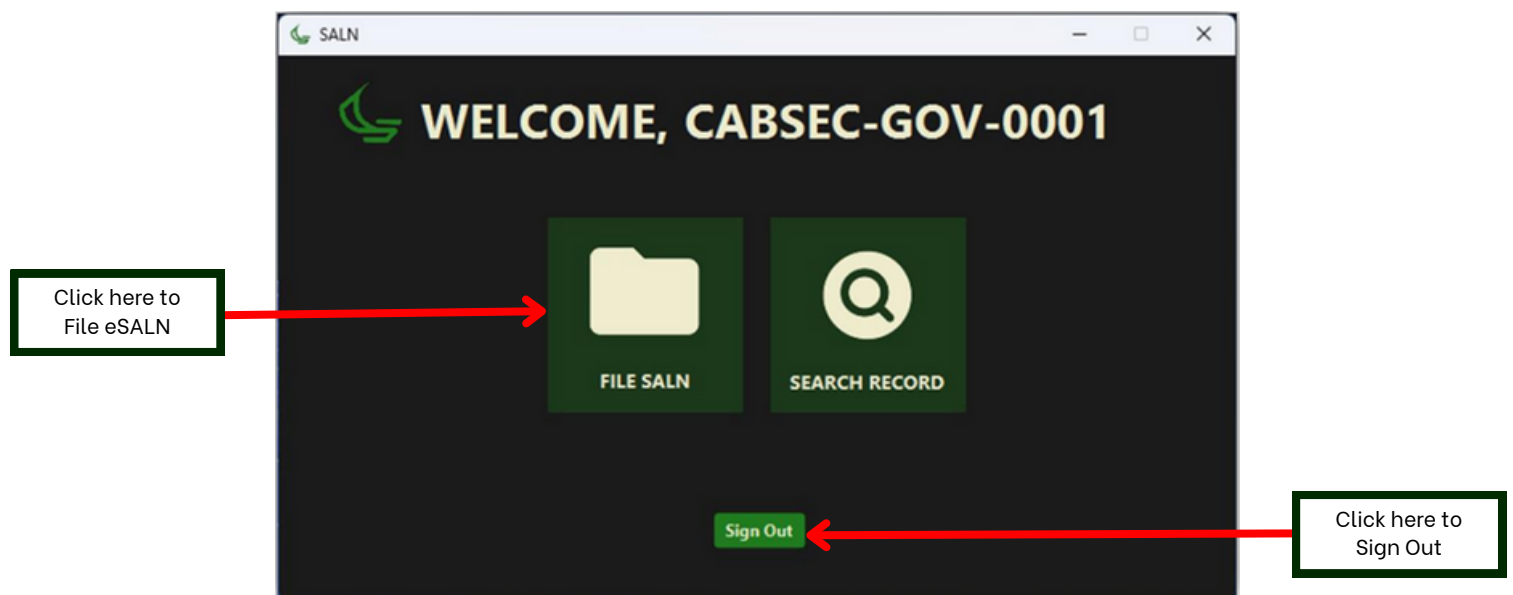 SALN
WELCOME, CABSEC-GOV-0001
Click here to
File eSALN
FILE SALN
SEARCH RECORD
Sign Out
Click here to
Sign Out